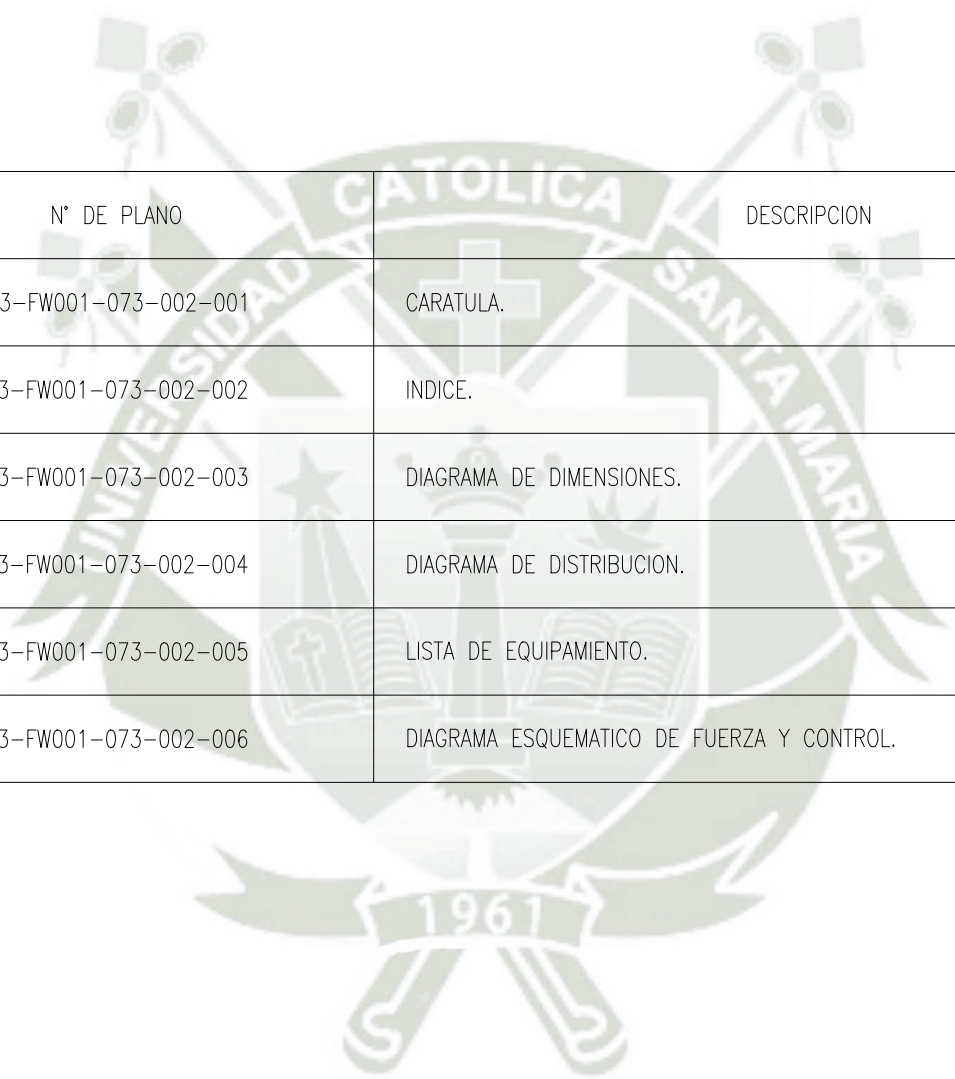 N° DE PLANO DESCRIPCION
3-FW001-073-002-001 CARATULA.
3-FW001-073-002-002 INDICE.
3-FW001-073-002-003 DIAGRAMA DE DIMENSIONES.
3-FW001-073-002-004 DIAGRAMA DE DISTRIBUCION.
3-FW001-073-002-005 LISTA DE EQUIPAMIENTO.
3-FW001-073-002-006 DIAGRAMA ESQUEMATICO DE FUERZA Y CONTROL.
UNIVERSIDAD CATOLICA SANTA MARIA
1961